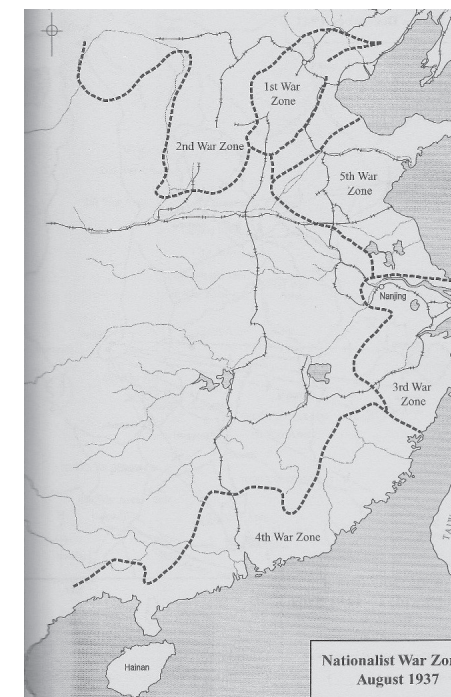 1st War
Zone
2nd War Zone
5th War
Zone
Nanjing
3rd War
Zone
4th War Zone
Hainan
Nationalist War Zo
August 1937